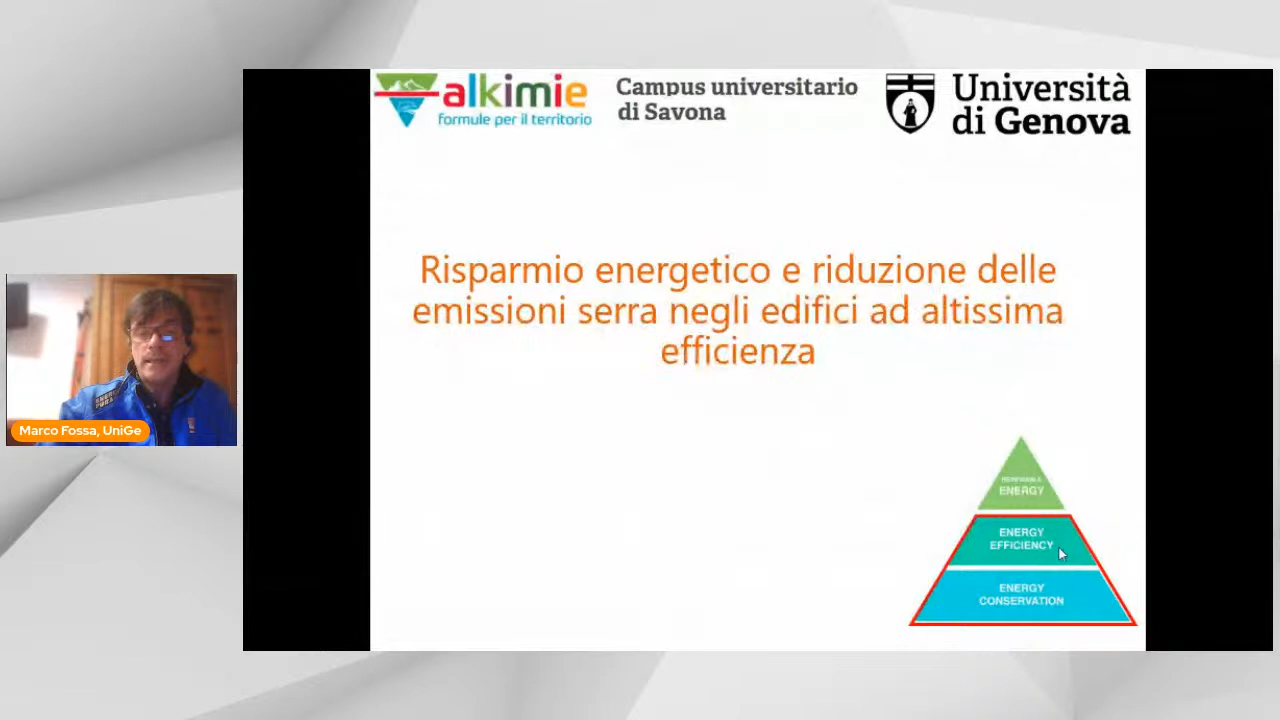 alkimie
formule per il territorio
Campus universitario
di Savona
Università
di Genova
Risparmio energetico e riduzione delle
emissioni serra negli edifici ad altissima
efficienza
Marco Fossa, UniGe
RENEWABLE
ENERGY
ENERGY
EFFICIENCY
ENERGY
CONSERVATION